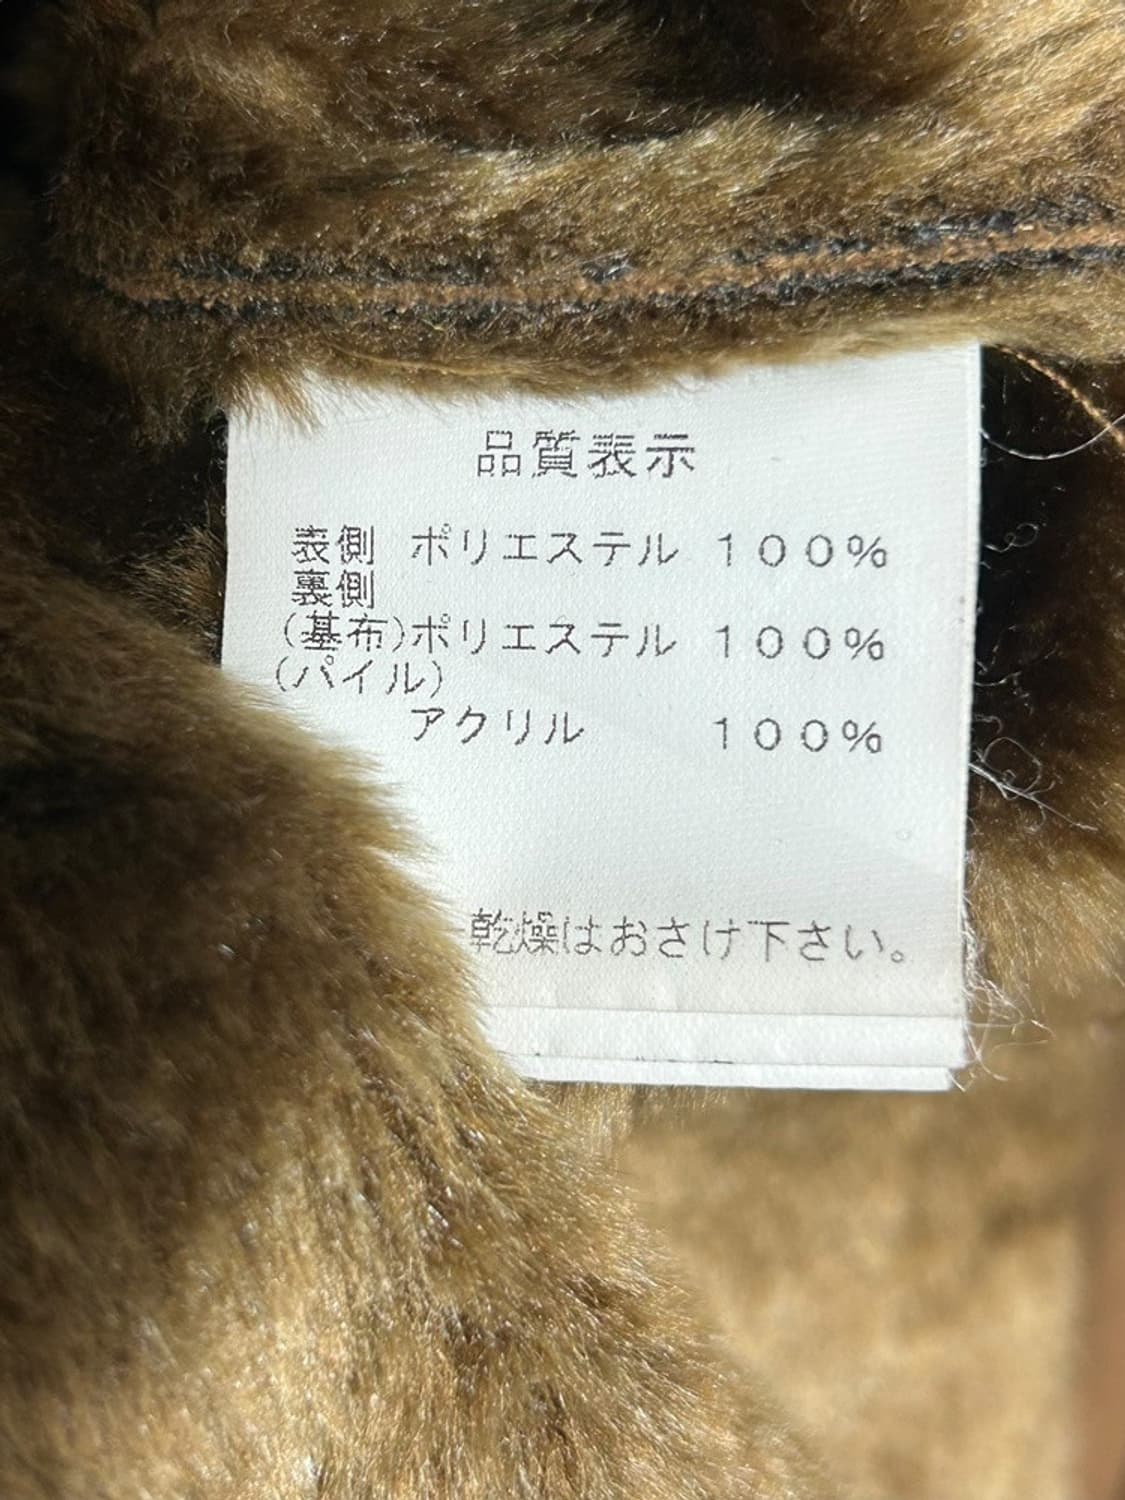 品質表示
表側 ポリエステル 100%
裏側
(基布)ポリエステル 100%
(パイル)
アクリル 100%
乾燥はおさけ下さい。